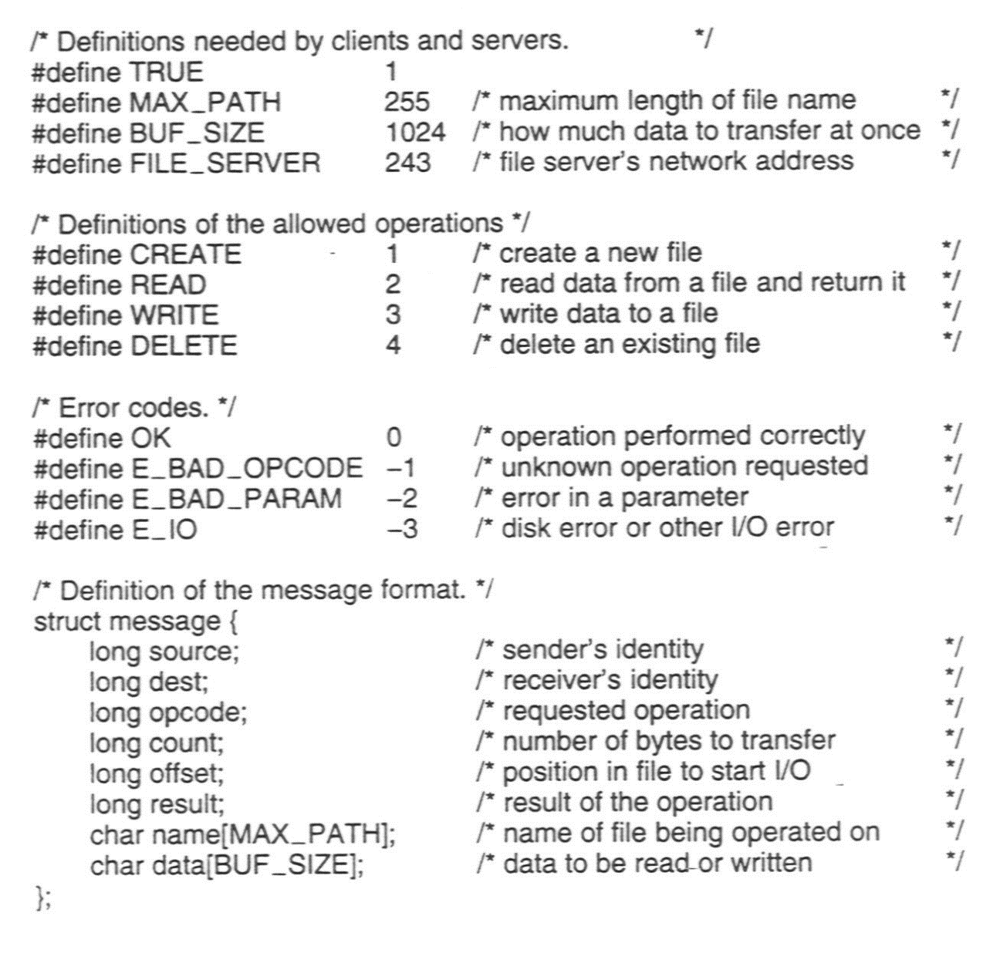 /* Definitions needed by clients and servers. */
#define TRUE 1
#define MAX_PATH 255 /* maximum length of file name */
#define BUF_SIZE 1024 /* how much data to transfer at once */
#define FILE_SERVER 243 /* file server's network address */
/* Definitions of the allowed operations */
#define CREATE 1 /* create a new file */
#define READ 2 /* read data from a file and return it */
#define WRITE 3 /* write data to a file */
#define DELETE 4 /* delete an existing file */
/* Error codes. */
#define OK 0 /* operation performed correctly */
#define E_BAD_OPCODE –1 /* unknown operation requested */
#define E_BAD_PARAM –2 /* error in a parameter */
#define E_IO –3 /* disk error or other I/O error */
/* Definition of the message format. */
struct message {
long source; /* sender's identity */
long dest; /* receiver's identity */
long opcode; /* requested operation */
long count; /* number of bytes to transfer */
long offset; /* position in file to start I/O */
long result; /* result of the operation */
char name[MAX_PATH]; /* name of file being operated on */
char data[BUF_SIZE]; /* data to be read or written */
};